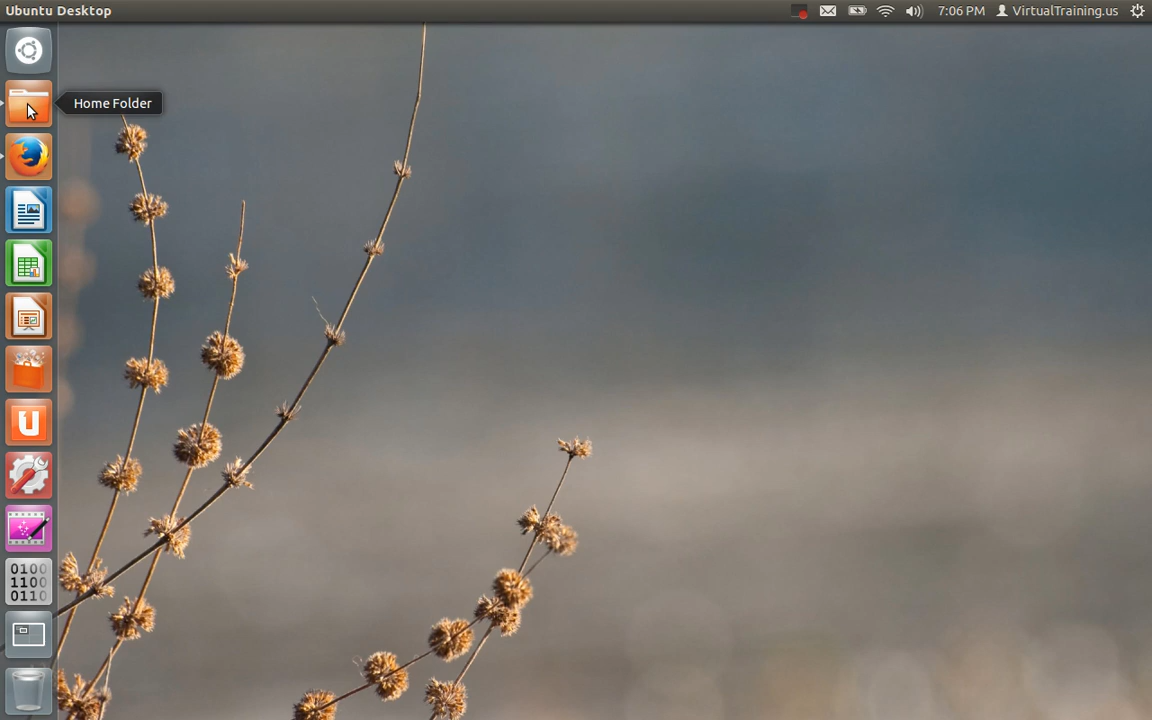 Ubuntu Desktop
7:06 PM
VirtualTraining.us
Home Folder
U
0100
1100
0110